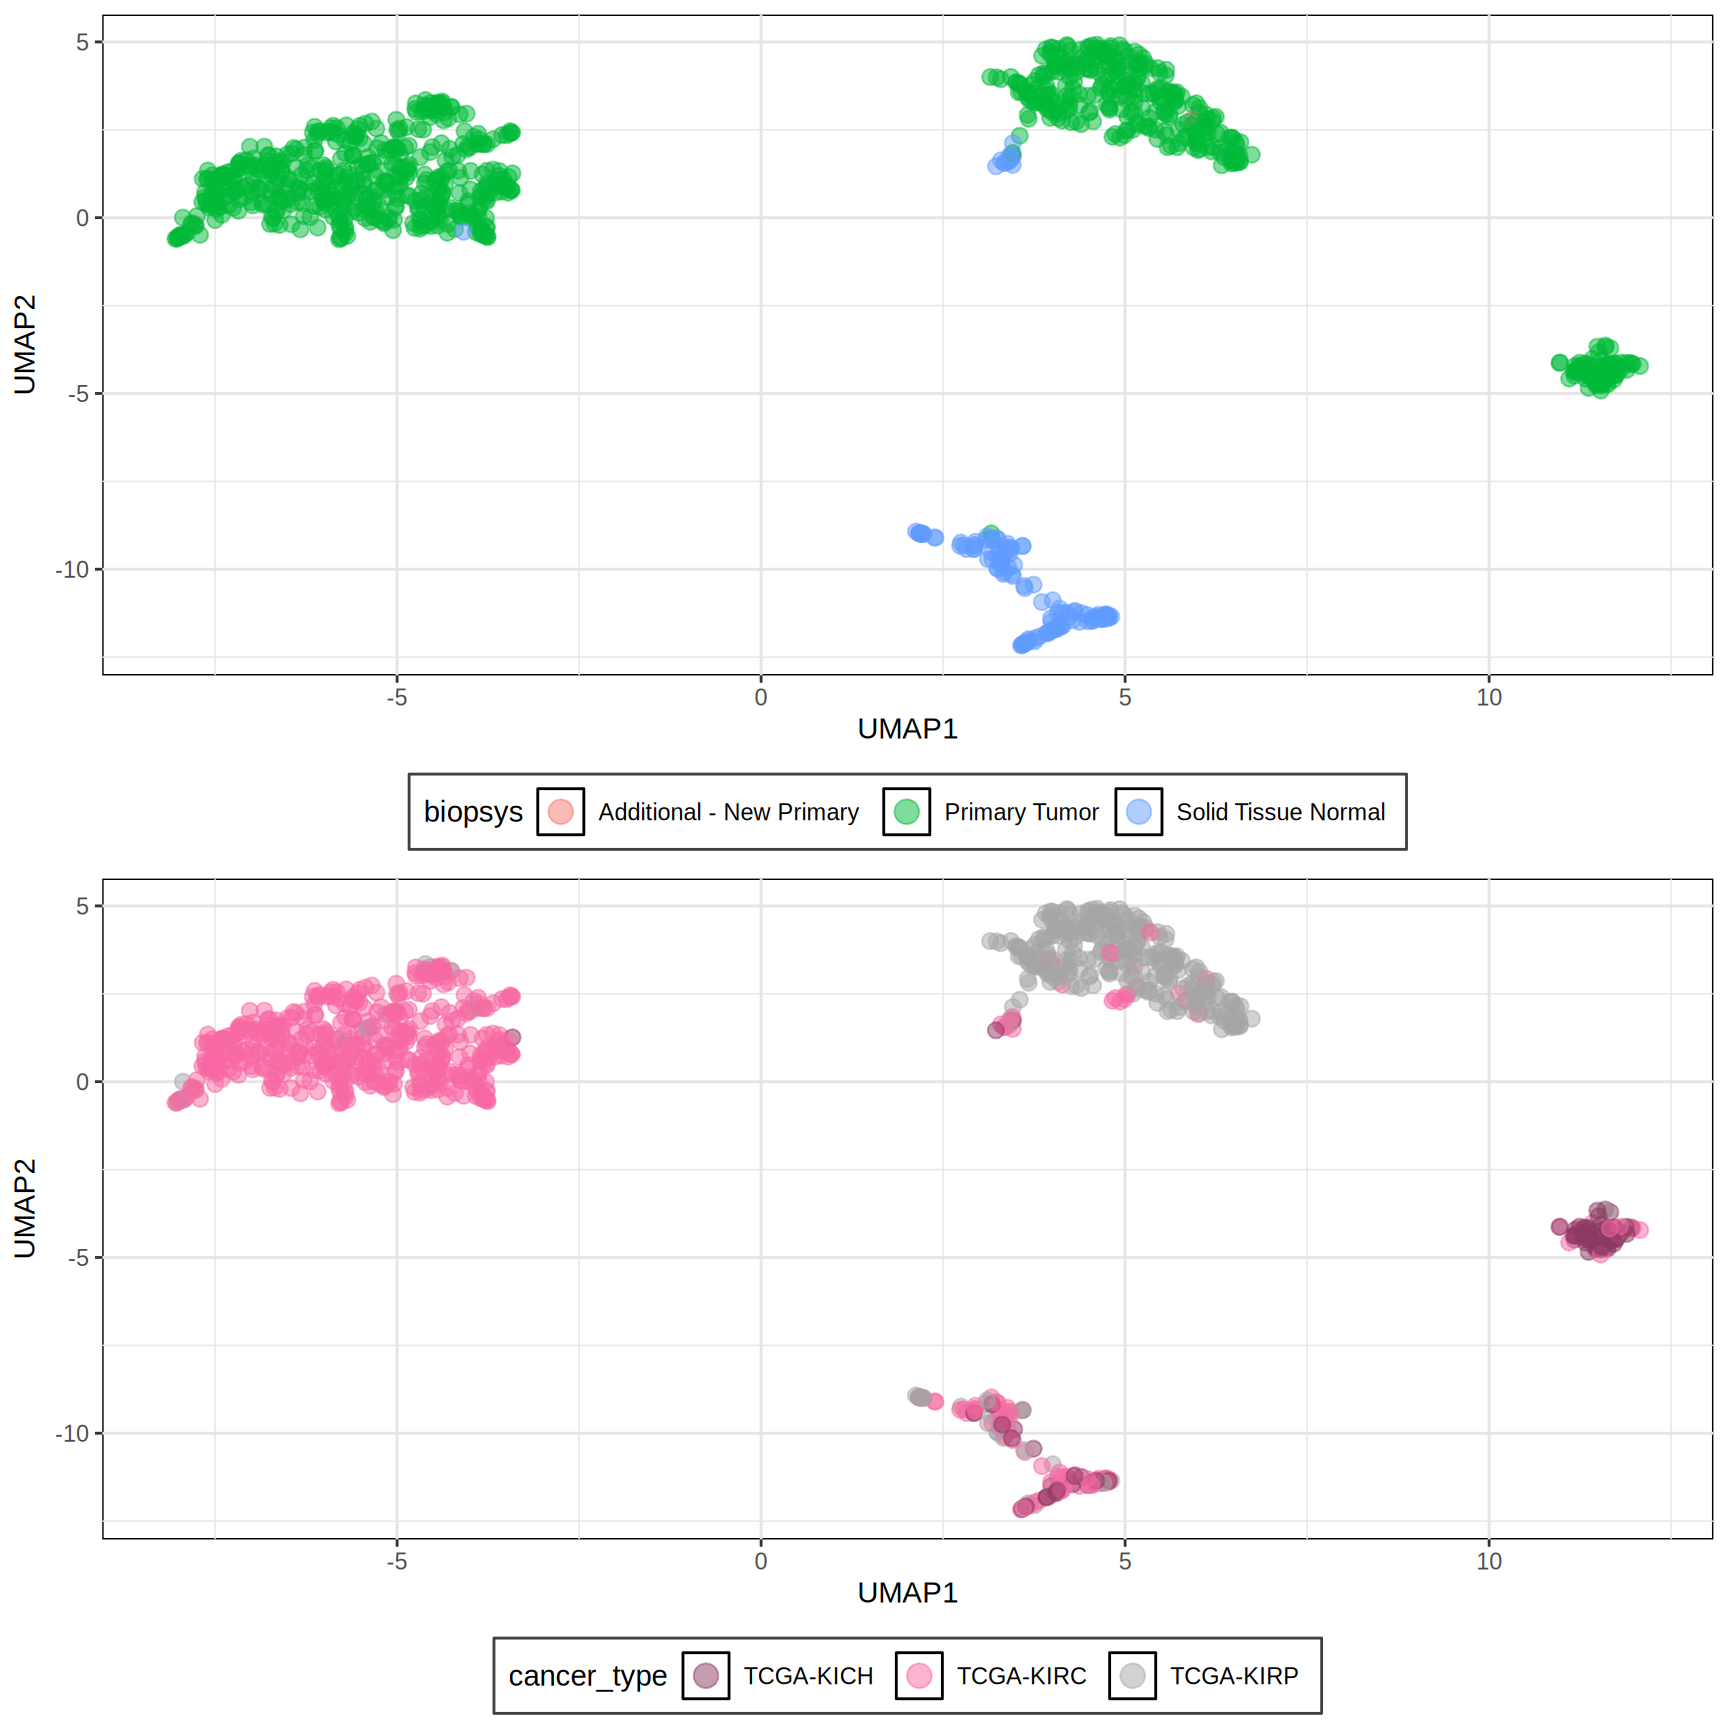 5
0
-5
-10
UMAP2
-5 0 5 10
UMAP1
biopsys Additional - New Primary Primary Tumor Solid Tissue Normal
5
0
-5
-10
UMAP2
-5 0 5 10
UMAP1
cancer_type TCGA-KICH TCGA-KIRC TCGA-KIRP